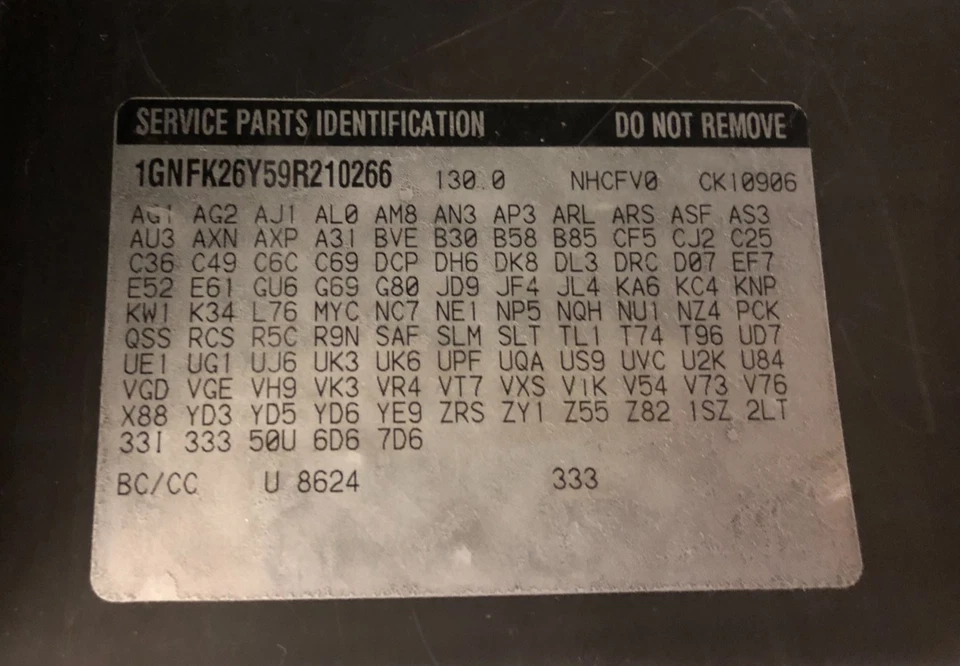 SERVICE PARTS IDENTIFICATION DO NOT REMOVE
1GNFK26Y59R210266 130.0 NHCFV0 CK10906
AG1 AG2 AJ1 AL0 AM8 AN3 AP3 ARL ARS ASF AS3
AU3 AXN AXP A31 BVE B30 B58 B85 CF5 CJ2 C25
C36 C49 C6C C69 DCP DH6 DK8 DL3 DRC D07 EF7
E52 E61 GU6 G69 G80 JD9 JF4 JL4 KA6 KC4 KNP
KW1 K34 L76 MYC NC7 NE1 NP5 NQH NU1 NZ4 PCK
QSS RCS R5C R9N SAF SLM SLT TL1 T74 T96 UD7
UE1 UG1 UJ6 UK3 UK6 UPF UQA US9 UVC U2K U84
VGD VGE VH9 VK3 VR4 VT7 VXS V1K V54 V73 V76
X88 YD3 YD5 YD6 YE9 ZRS ZY1 Z55 Z82 1SZ 2LT
33I 333 50U 6D6 7D6
BC/CC U 8624 333